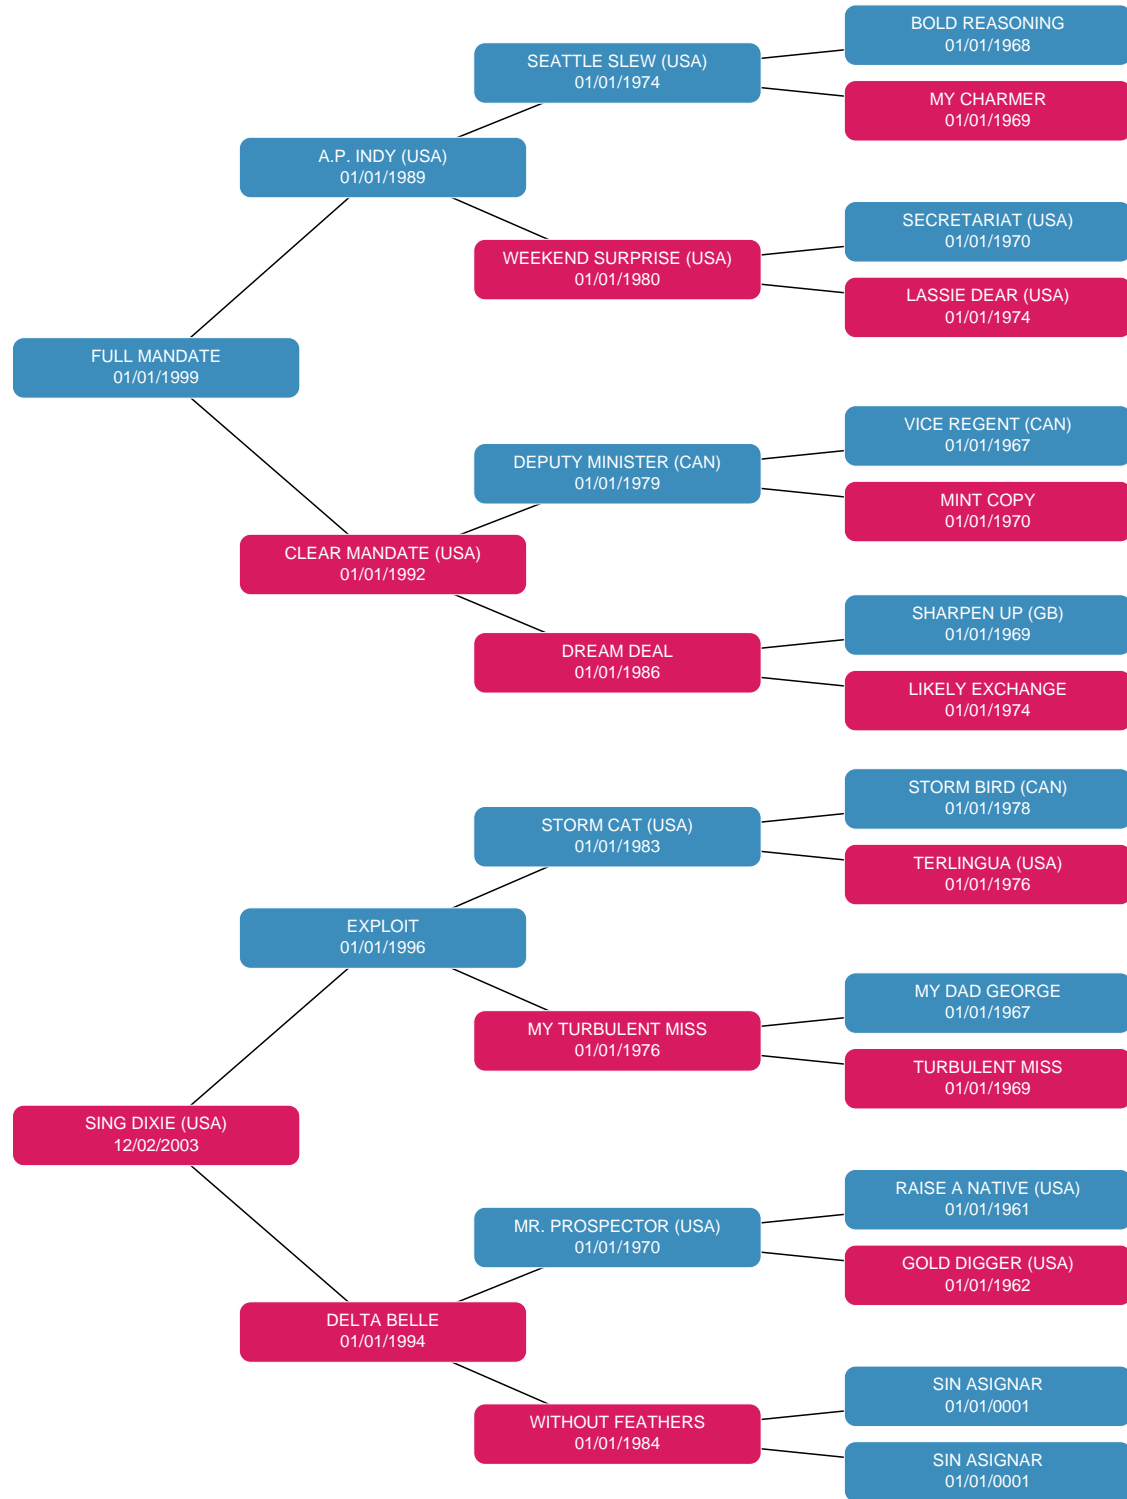 BOLD REASONING
01/01/1968
SEATTLE SLEW (USA)
01/01/1974
MY CHARMER
01/01/1969
A.P. INDY (USA)
01/01/1989
SECRETARIAT (USA)
01/01/1970
WEEKEND SURPRISE (USA)
01/01/1980
LASSIE DEAR (USA)
01/01/1974
FULL MANDATE
01/01/1999
VICE REGENT (CAN)
01/01/1967
DEPUTY MINISTER (CAN)
01/01/1979
MINT COPY
01/01/1970
CLEAR MANDATE (USA)
01/01/1992
SHARPEN UP (GB)
01/01/1969
DREAM DEAL
01/01/1986
LIKELY EXCHANGE
01/01/1974
STORM BIRD (CAN)
01/01/1978
STORM CAT (USA)
01/01/1983
TERLINGUA (USA)
01/01/1976
EXPLOIT
01/01/1996
MY DAD GEORGE
01/01/1967
MY TURBULENT MISS
01/01/1976
TURBULENT MISS
01/01/1969
SING DIXIE (USA)
12/02/2003
RAISE A NATIVE (USA)
01/01/1961
MR. PROSPECTOR (USA)
01/01/1970
GOLD DIGGER (USA)
01/01/1962
DELTA BELLE
01/01/1994
SIN ASIGNAR
01/01/0001
WITHOUT FEATHERS
01/01/1984
SIN ASIGNAR
01/01/0001